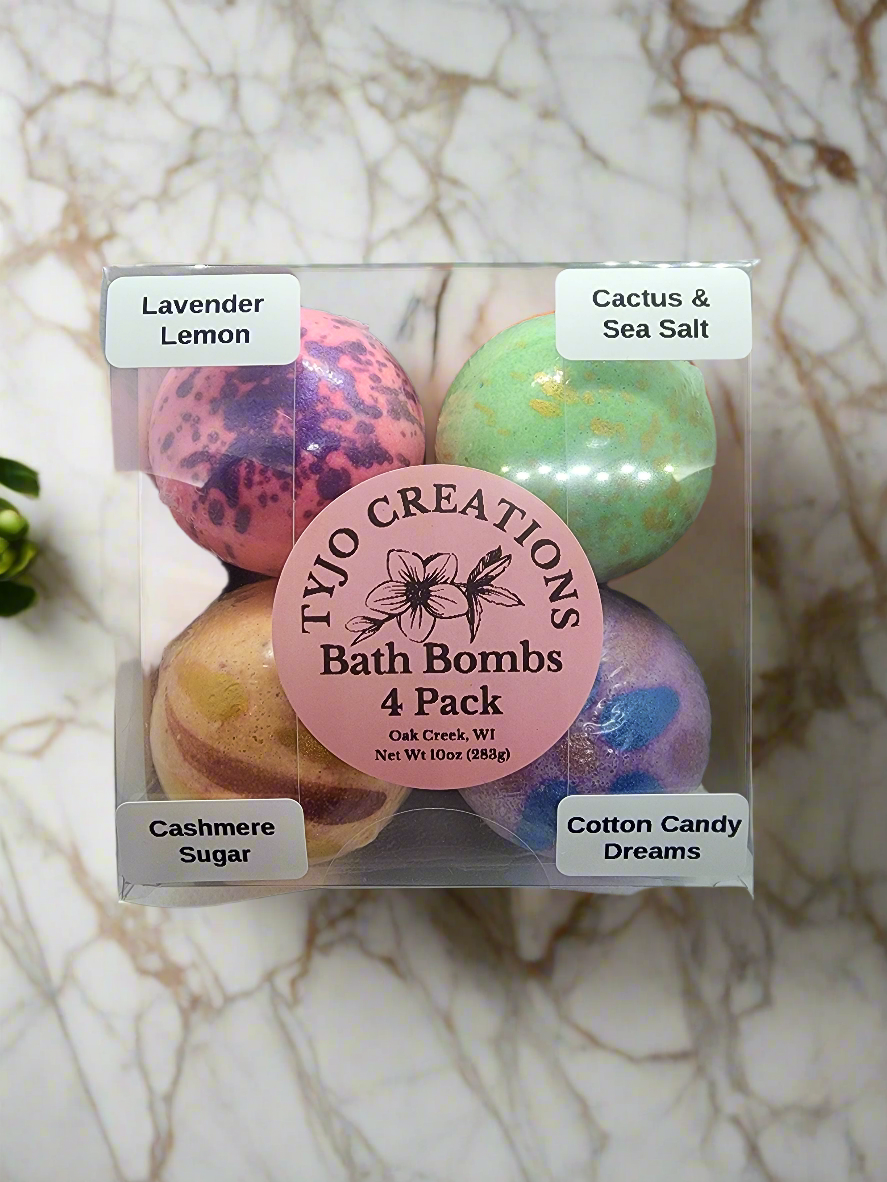 Lavender
Lemon
Cactus &
Sea Salt
TYJO CREATIONS
Bath Bombs
4 Pack
Oak Creek, WI
Net Wt 10oz (283g)
Cashmere
Sugar
Cotton Candy
Dreams